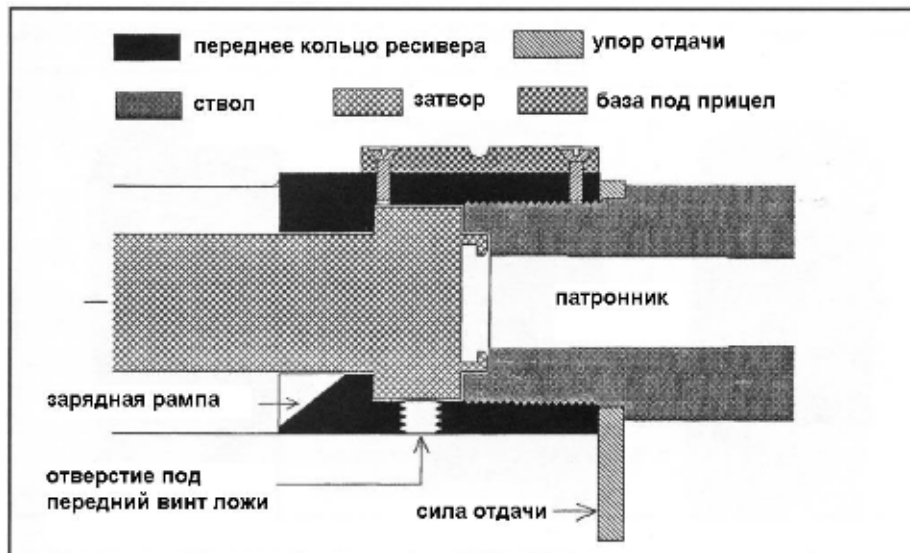 переднее кольцо ресивера
упор отдачи
ствол
затвор
база под прицел
патронник
зарядная рампа
отверстие под
передний винт ложи
сила отдачи